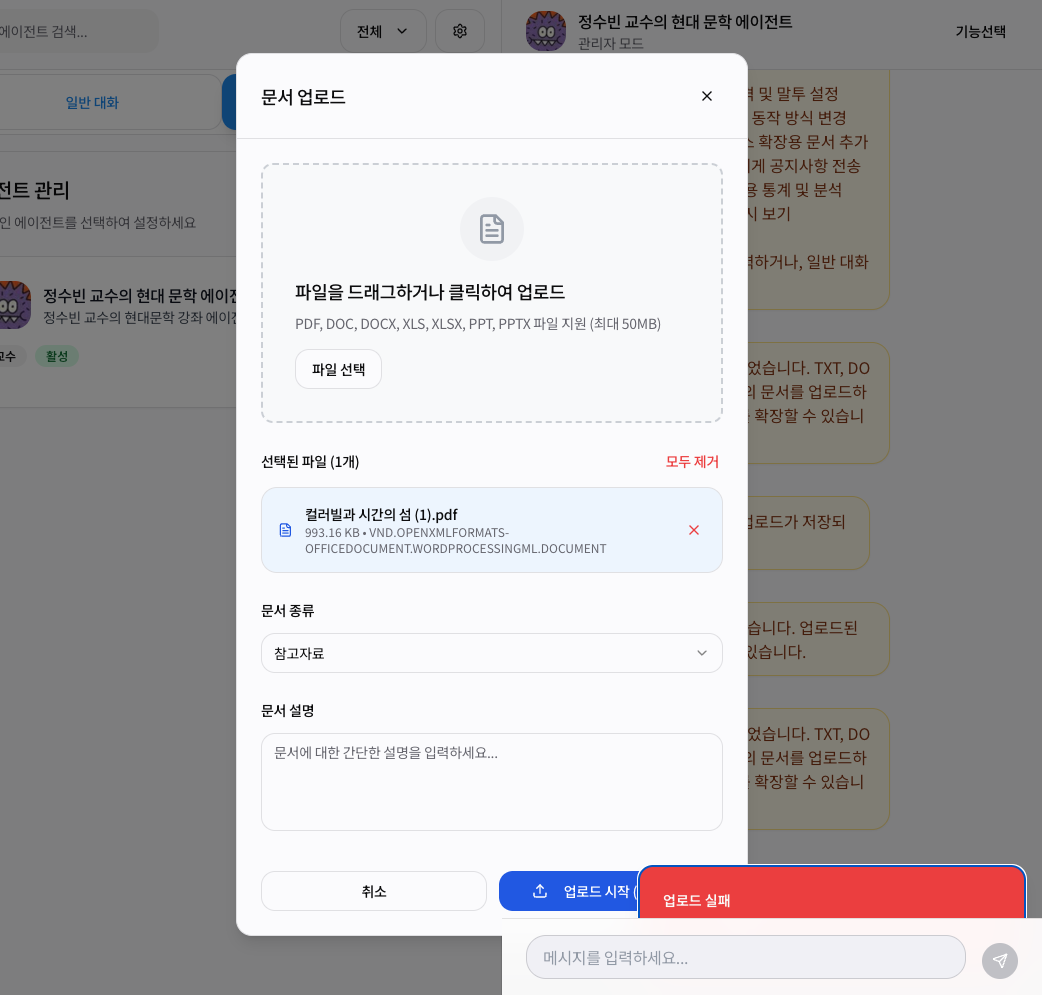 에이전트 검색...
전체
정수빈 교수의 현대 문학 에이전트
관리자 모드
기능선택
일반 대화
전트 관리
인 에이전트를 선택하여 설정하세요
정수빈 교수의 현대 문학 에이전
정수빈 교수의 현대문학 강좌 에이전
교수
활성
문서 업로드
파일을 드래그하거나 클릭하여 업로드
PDF, DOC, DOCX, XLS, XLSX, PPT, PPTX 파일 지원 (최대 50MB)
파일 선택
선택된 파일 (1개)
모두 제거
컬러빌과 시간의 섬 (1).pdf
993.16 KB • VND.OPENXMLFORMATS-
OFFICEDOCUMENT.WORDPROCESSINGML.DOCUMENT
문서 종류
참고자료
문서 설명
문서에 대한 간단한 설명을 입력하세요...
취소
업로드 시작 (
및 말투 설정
동작 방식 변경
확장용 문서 추가
공지사항 전송
통계 및 분석
보기
일반 대화
었습니다. TXT, DO
문서를 업로드하
확장할 수 있습니
업로드가 저장되
습니다. 업로드된
있습니다.
었습니다. TXT, DO
문서를 업로드하
확장할 수 있습니
업로드 실패
메시지를 입력하세요...